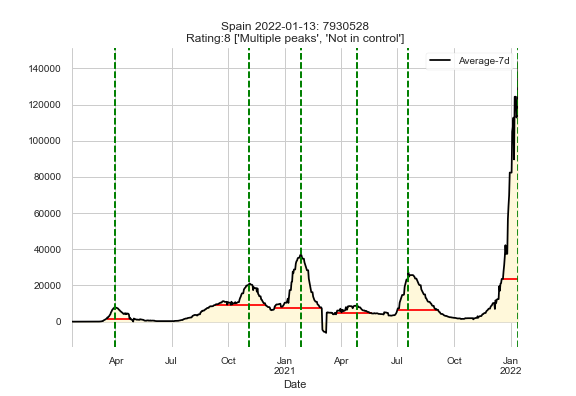 Spain 2022-01-13: 7930528
Rating:8 ['Multiple peaks', 'Not in control']
Average-7d
140000
120000
100000
80000
60000
40000
20000
0
Apr Jul Oct Jan Apr Jul Oct Jan
2021 2022
Date